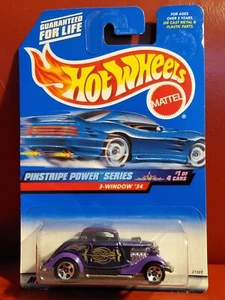 GUARANTEED
FOR LIFE
FOR AGES
OVER 3 YEARS.
DIE CAST METAL &
PLASTIC PARTS.
Hot Wheels
MATTEL
PINSTRIPE POWER SERIES
#1 OF
4 CARS
3-WINDOW '34